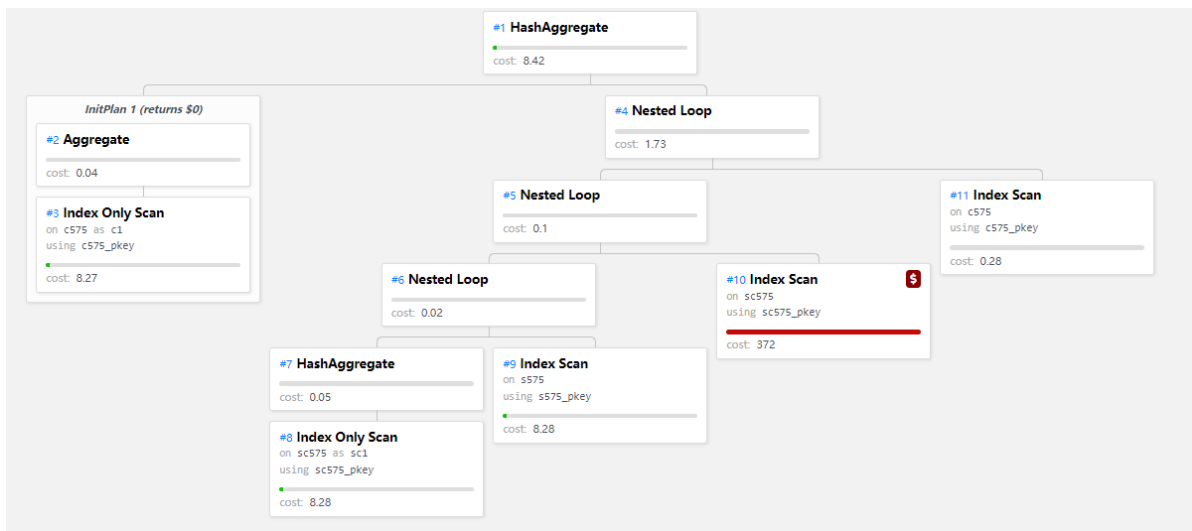 #1 HashAggregate
cost: 8.42
InitPlan 1 (returns $0)
#2 Aggregate
cost: 0.04
#3 Index Only Scan
on c575 as c1
using c575_pkey
cost: 8.27
#4 Nested Loop
cost: 1.73
#5 Nested Loop
cost: 0.1
#6 Nested Loop
cost: 0.02
#7 HashAggregate
cost: 0.05
#8 Index Only Scan
on sc575 as sc1
using sc575_pkey
cost: 8.28
#9 Index Scan
on s575
using s575_pkey
cost: 8.28
#10 Index Scan
$
on sc575
using sc575_pkey
cost: 372
#11 Index Scan
on c575
using c575_pkey
cost: 0.28